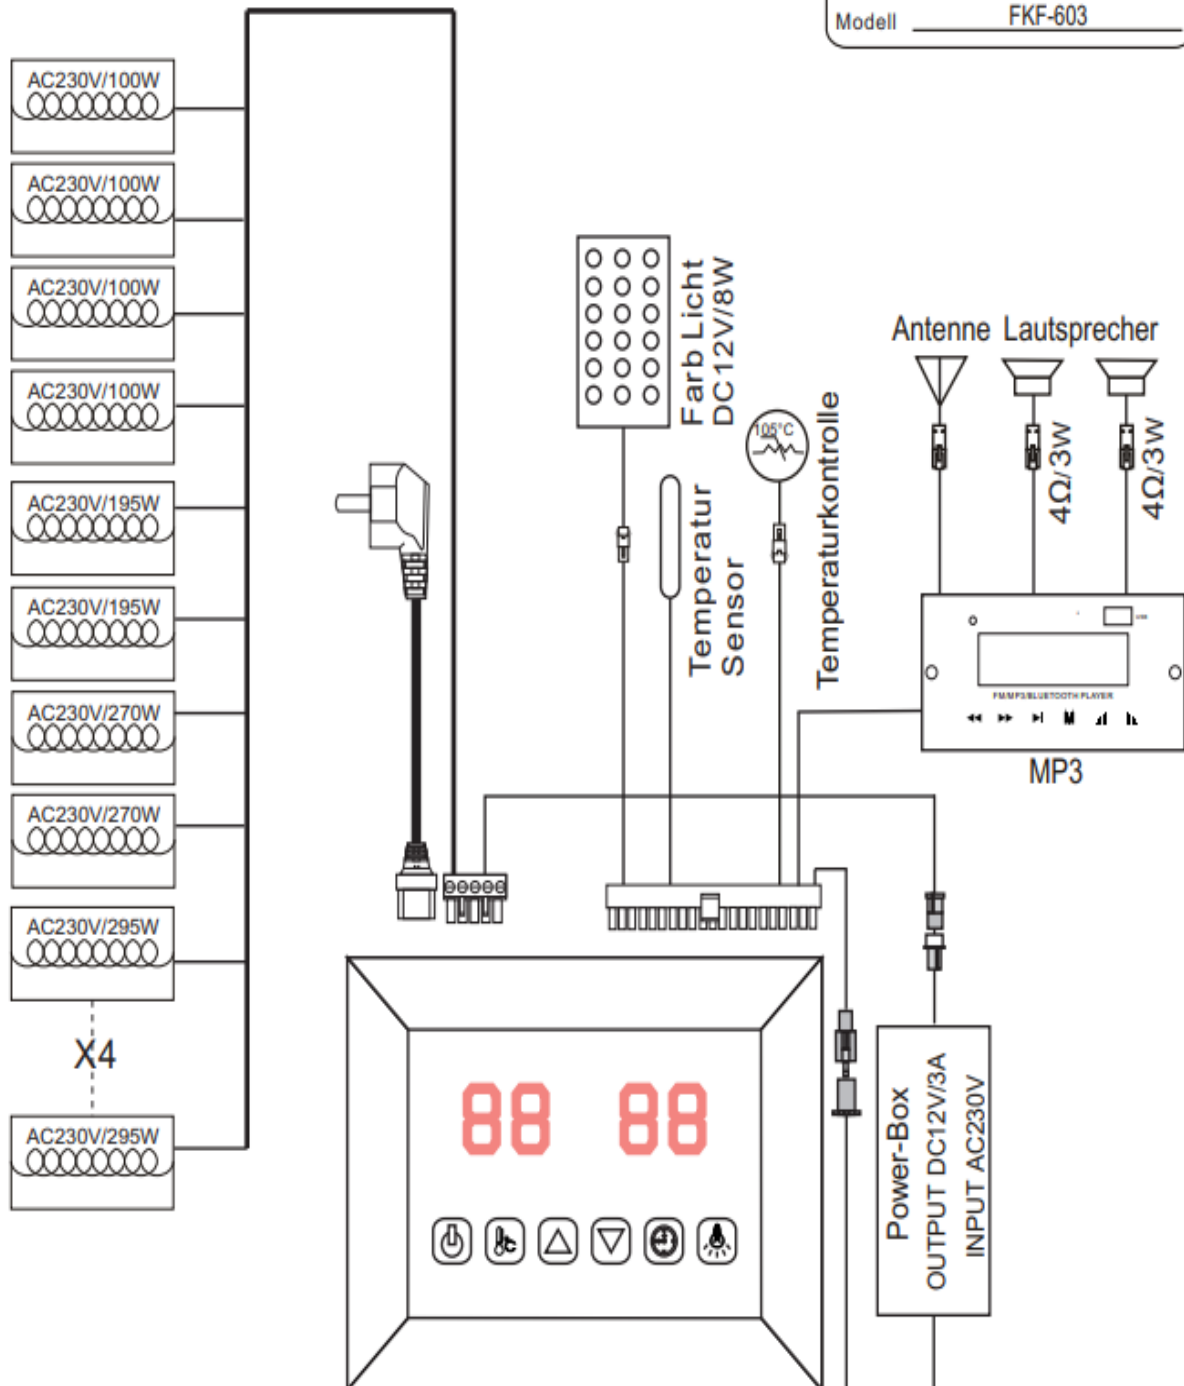 Modell FKF-603
AC230V/100W
AC230V/100W
AC230V/100W
AC230V/100W
AC230V/195W
AC230V/195W
AC230V/270W
AC230V/270W
AC230V/295W
X4
AC230V/295W
Farb Licht
DC12V/8W
Temperatur
Sensor
105°C
Temperaturkontrolle
Antenne Lautsprecher
4Ω/3W
4Ω/3W
USB
FM/MP3/BLUETOOTH PLAYER
M
MP3
88 88
°C
Power-Box
OUTPUT DC12V/3A
INPUT AC230V